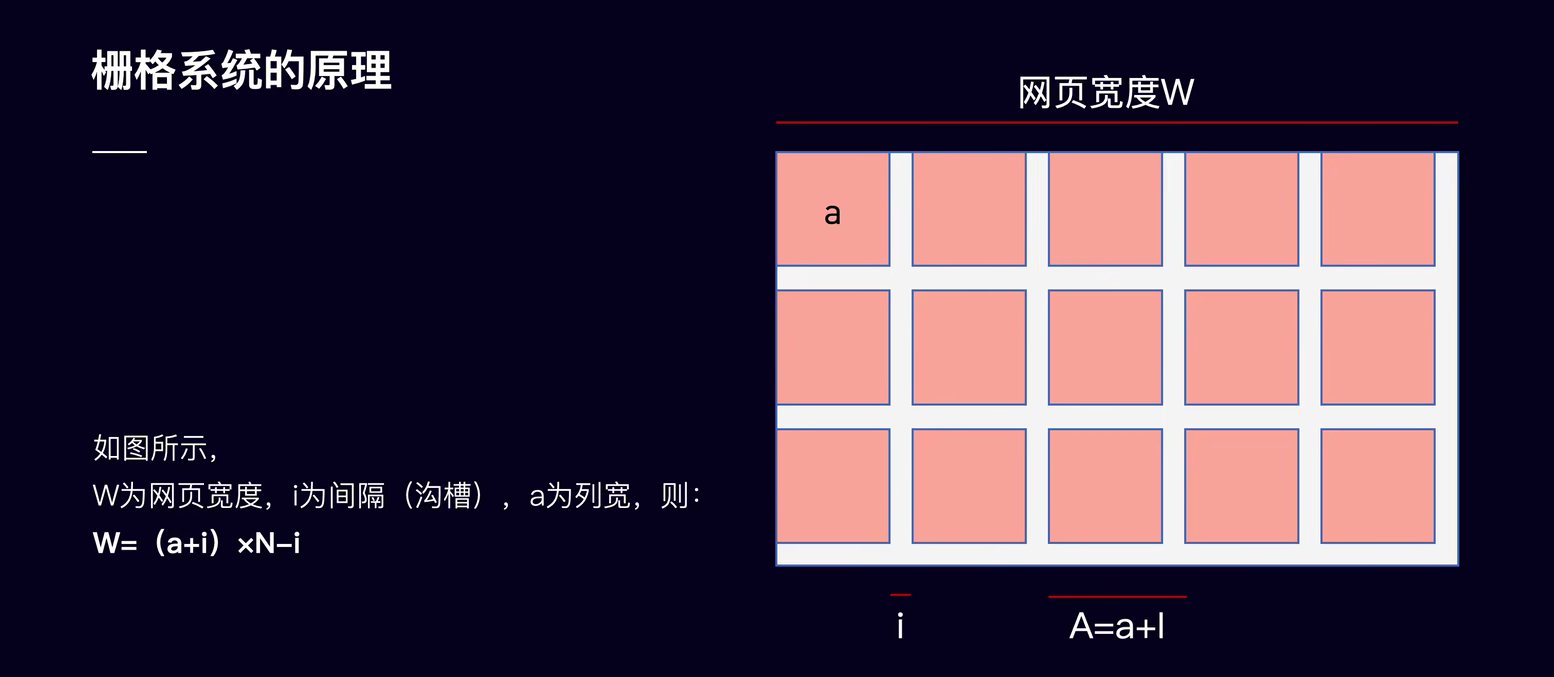 栅格系统的原理
网页宽度W
a
如图所示，
W为网页宽度，i为间隔（沟槽），a为列宽，则：
W=（a+i）×N–i
i
A=a+l